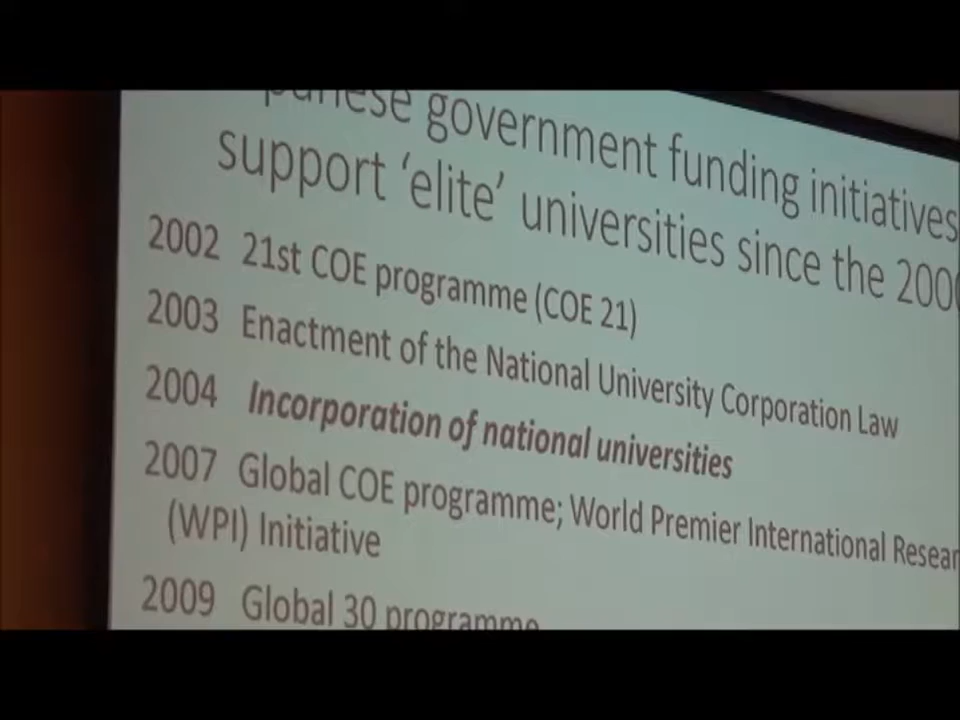 government funding initiatives
support ‘elite’ universities since the
2002 21st COE programme (COE 21)
2003 Enactment of the National University Corporation Law
2004 Incorporation of national universities
2007 Global COE programme; World Premier International
(WPI) Initiative
2009 Global 30 programme